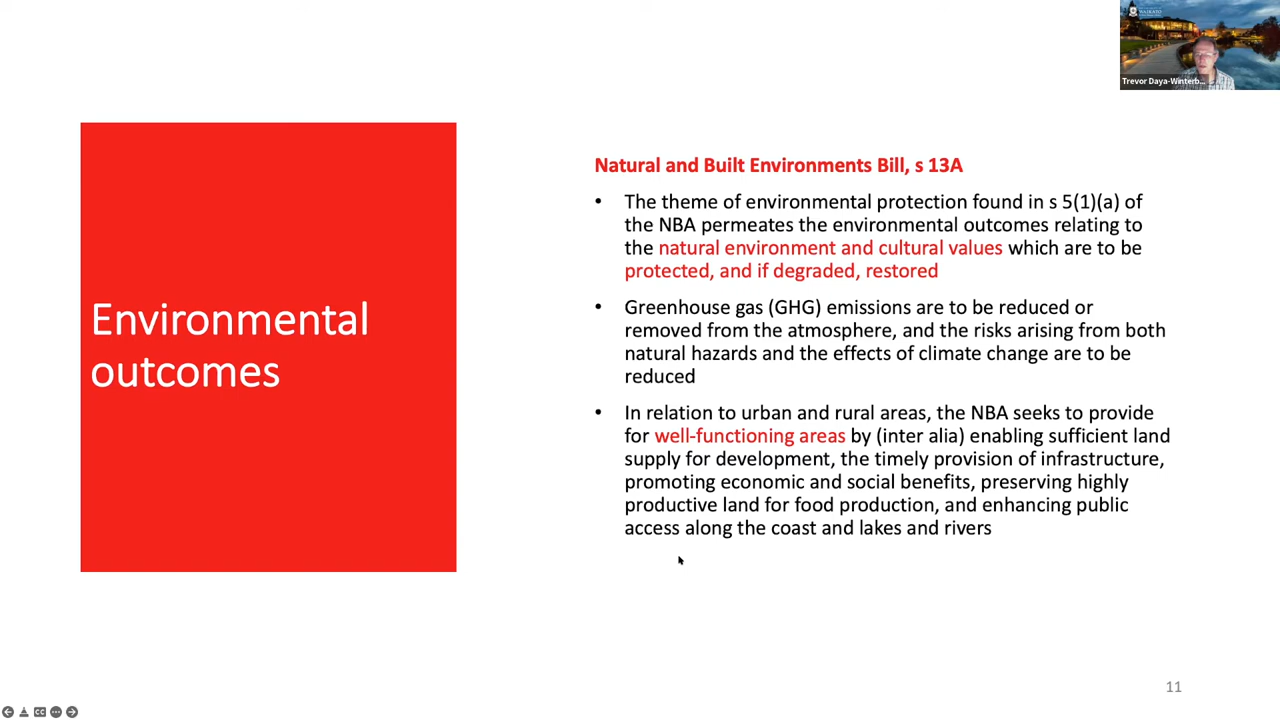 WAIKATO
Trevor Daya-Winterb...
Environmental
outcomes
Natural and Built Environments Bill, s 13A
• The theme of environmental protection found in s 5(1)(a) of
the NBA permeates the environmental outcomes relating to
the natural environment and cultural values which are to be
protected, and if degraded, restored
• Greenhouse gas (GHG) emissions are to be reduced or
removed from the atmosphere, and the risks arising from both
natural hazards and the effects of climate change are to be
reduced
• In relation to urban and rural areas, the NBA seeks to provide
for well-functioning areas by (inter alia) enabling sufficient land
supply for development, the timely provision of infrastructure,
promoting economic and social benefits, preserving highly
productive land for food production, and enhancing public
access along the coast and lakes and rivers
11
CC